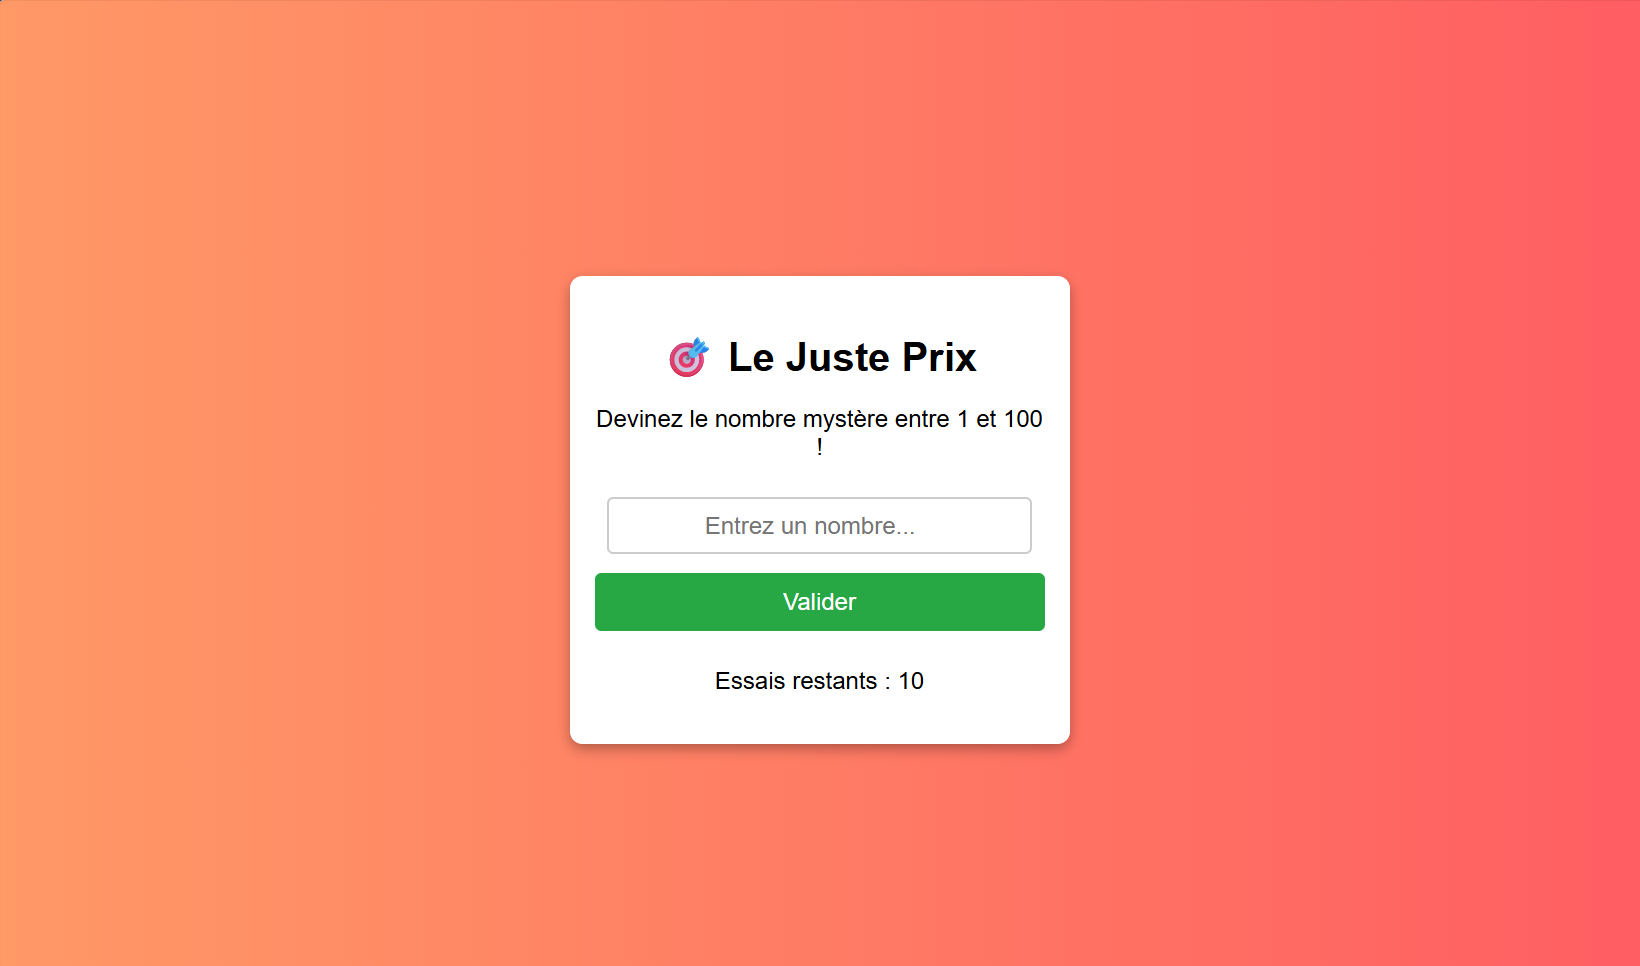 Le Juste Prix
Devinez le nombre mystère entre 1 et 100
!
Entrez un nombre...
Valider
Essais restants : 10